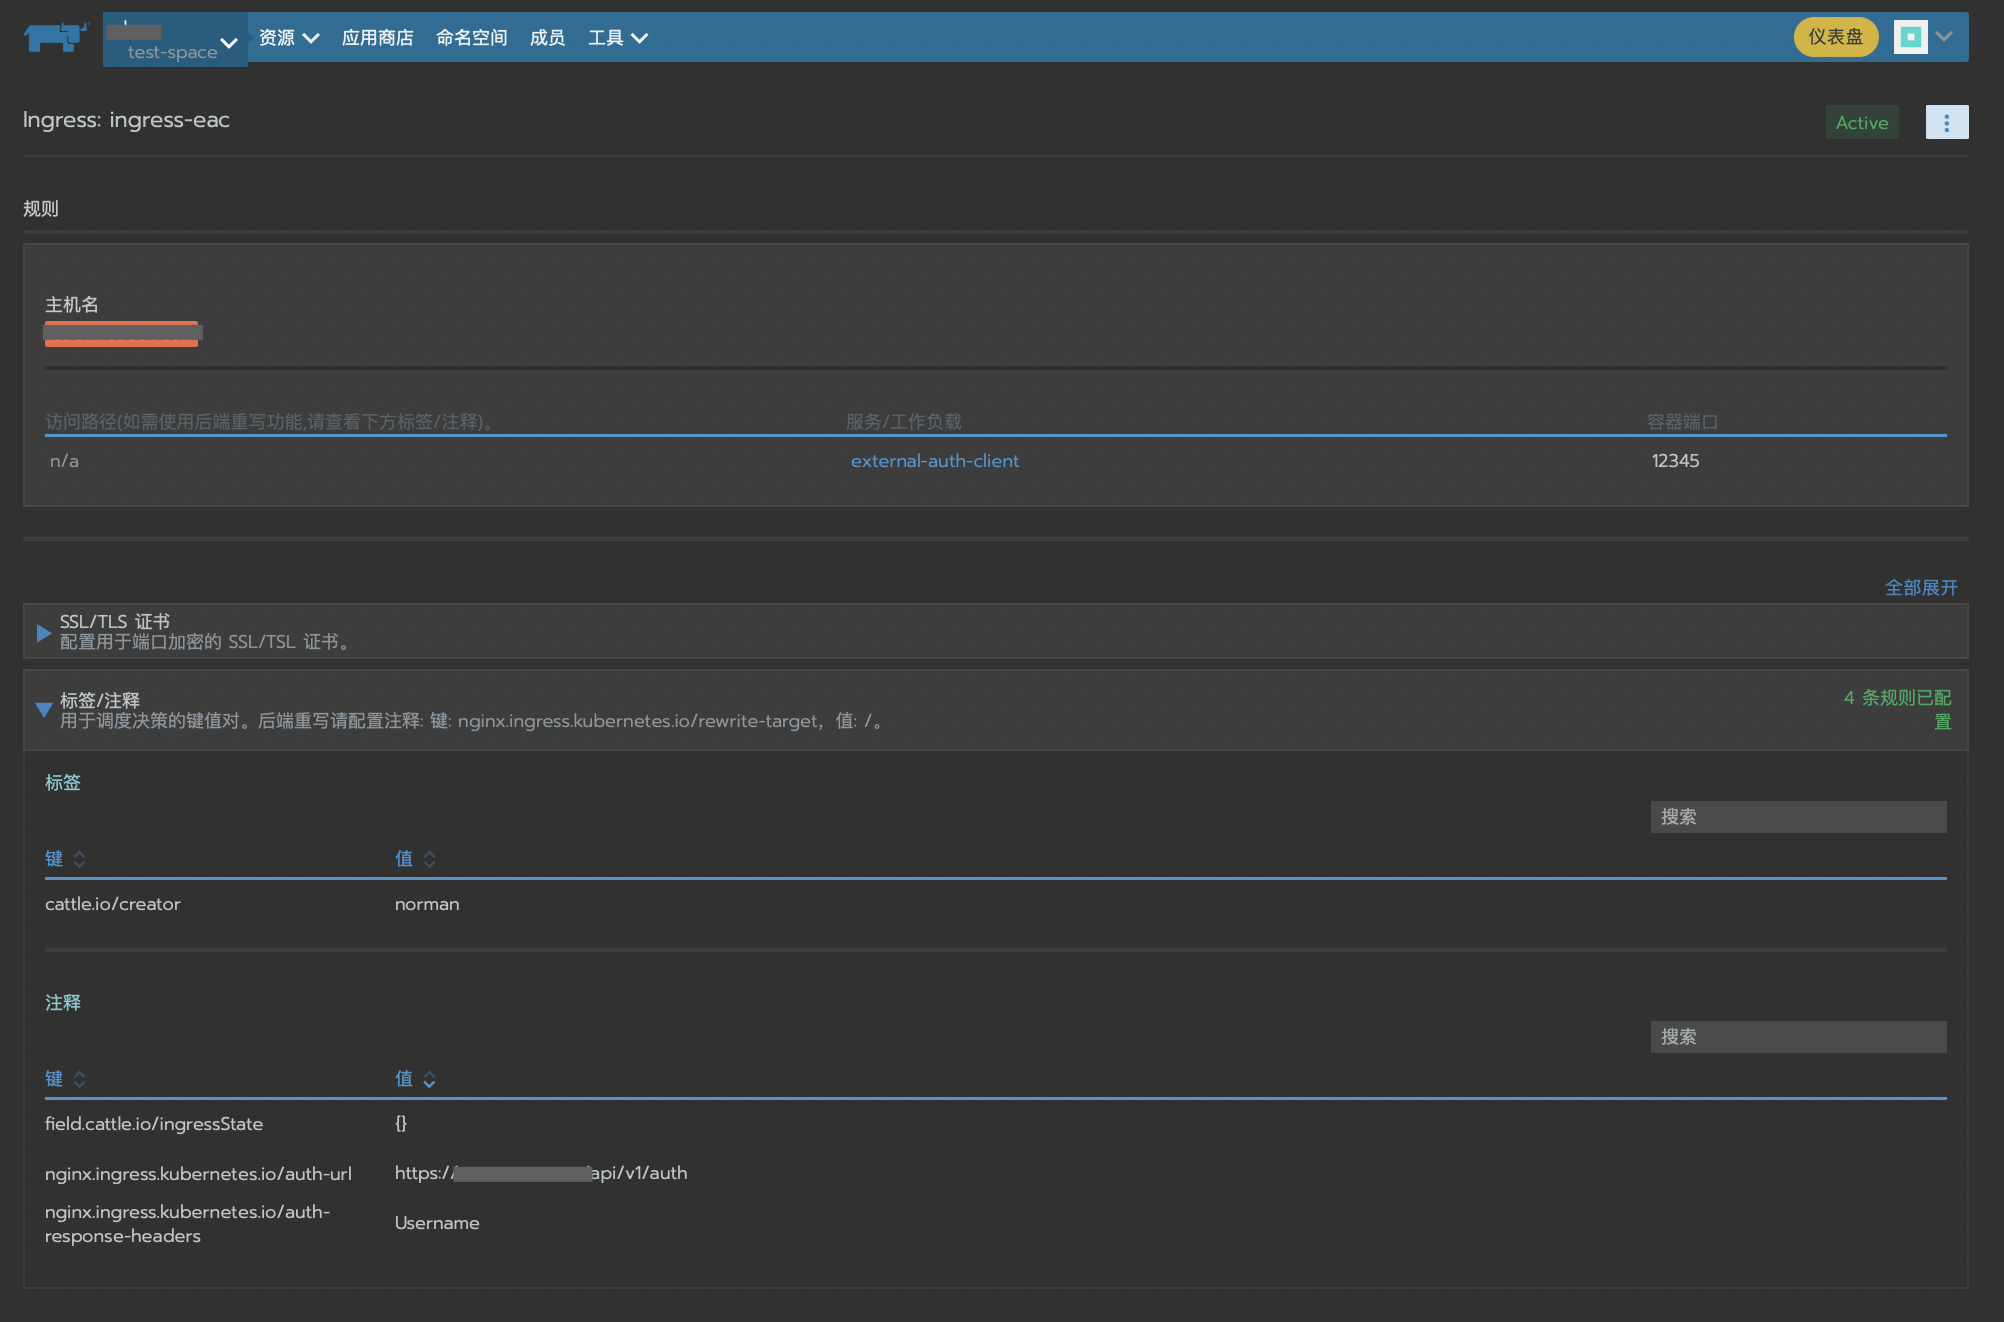 test-space
资源
应用商店
命名空间
成员
工具
仪表盘
Ingress: ingress-eac
Active
规则
主机名
访问路径(如需使用后端重写功能,请查看下方标签/注释)。
服务/工作负载
容器端口
n/a
external-auth-client
12345
全部展开
SSL/TLS 证书
配置用于端口加密的 SSL/TSL 证书。
标签/注释
用于调度决策的键值对。后端重写请配置注释: 键: nginx.ingress.kubernetes.io/rewrite-target，值: /。
4 条规则已配
置
标签
搜索
键
值
cattle.io/creator
norman
注释
搜索
键
值
field.cattle.io/ingressState
{}
nginx.ingress.kubernetes.io/auth-url
https:// api/v1/auth
nginx.ingress.kubernetes.io/auth-
response-headers
Username